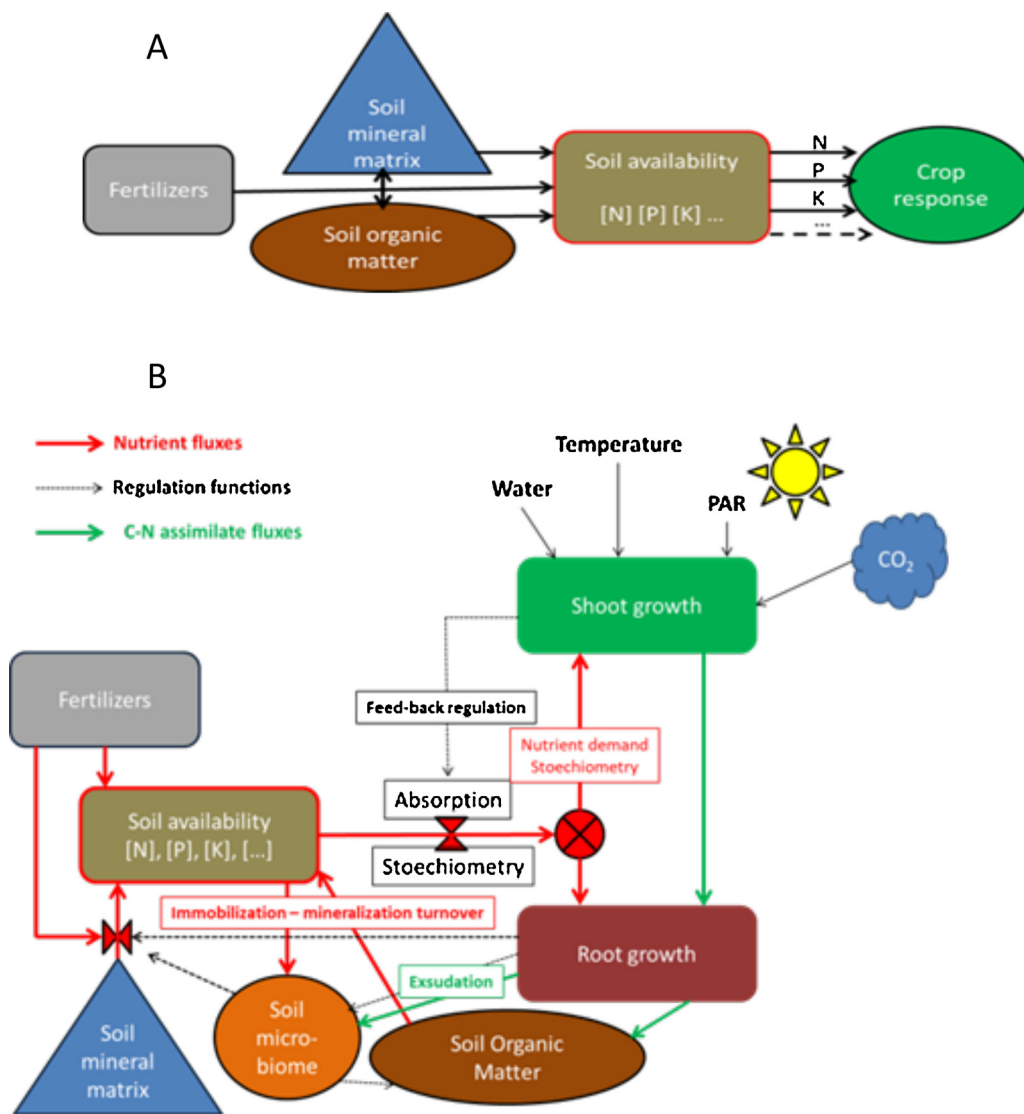 A
Soil
mineral
matrix
Fertilizers
Soil organic
matter
Soil availability
[N] [P] [K] ...
N
P
K
...
Crop
response
B
Nutrient fluxes
Regulation functions
C-N assimilate fluxes
Temperature
Water
PAR
CO₂
Shoot growth
Fertilizers
Feed-back regulation
Nutrient demand
Stoechiometry
Absorption
Soil availability
[N], [P], [K], [...]
Stoechiometry
Immobilization – mineralization turnover
Root growth
Exsudation
Soil
mineral
matrix
Soil
micro-
biome
Soil Organic
Matter